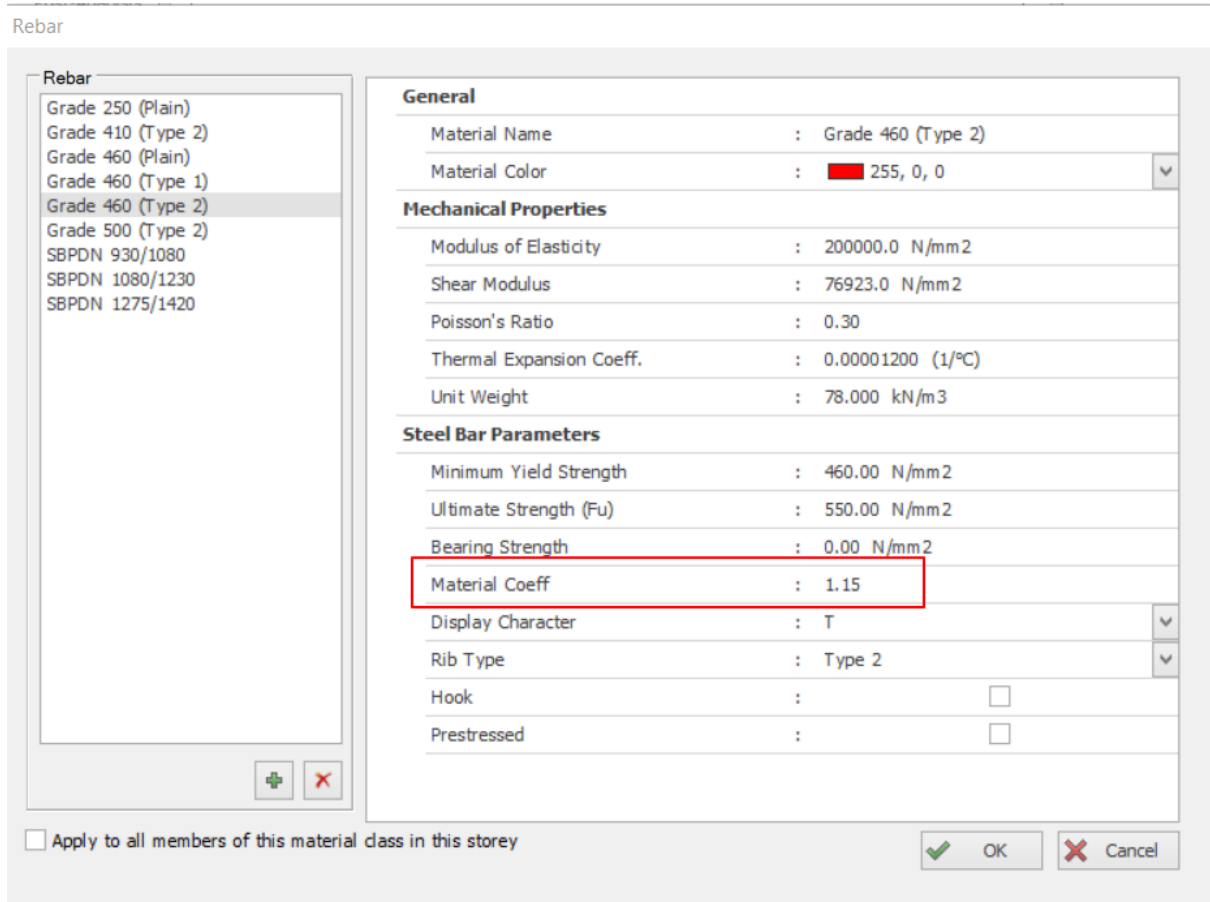 Rebar
Rebar
Grade 250 (Plain)
Grade 410 (Type 2)
Grade 460 (Plain)
Grade 460 (Type 1)
Grade 460 (Type 2)
Grade 500 (Type 2)
SBPDN 930/1080
SBPDN 1080/1230
SBPDN 1275/1420
General
Material Name : Grade 460 (Type 2)
Material Color : 255, 0, 0
Mechanical Properties
Modulus of Elasticity : 200000.0 N/mm2
Shear Modulus : 76923.0 N/mm2
Poisson's Ratio : 0.30
Thermal Expansion Coeff. : 0.00001200 (1/°C)
Unit Weight : 78.000 kN/m3
Steel Bar Parameters
Minimum Yield Strength : 460.00 N/mm2
Ultimate Strength (Fu) : 550.00 N/mm2
Bearing Strength : 0.00 N/mm2
Material Coeff : 1.15
Display Character : T
Rib Type : Type 2
Hook :
Prestressed :
Apply to all members of this material class in this storey
OK
Cancel